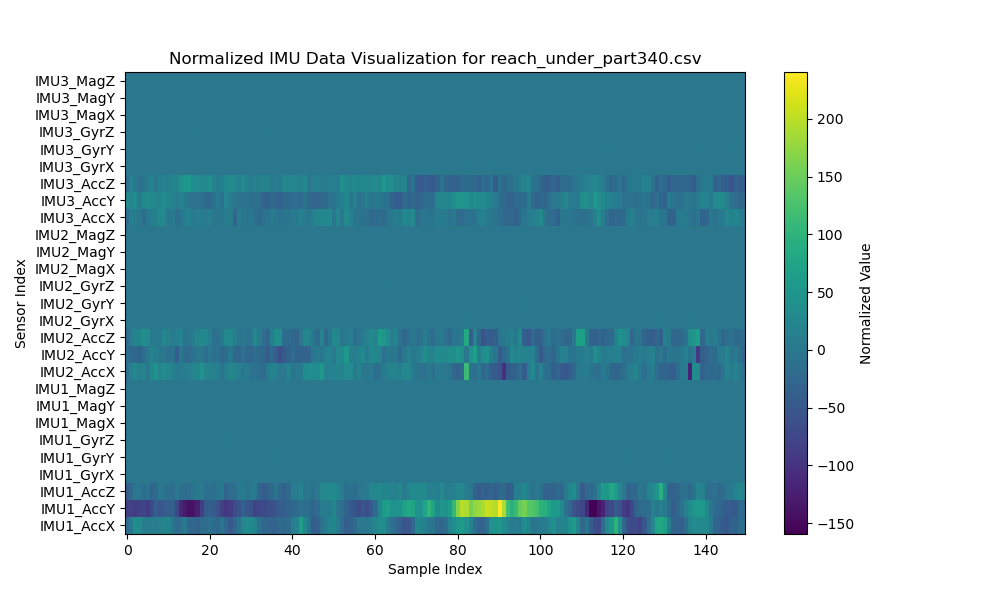 Normalized IMU Data Visualization for reach_under_part340.csv
Sensor Index
IMU3_MagZ
IMU3_MagY
IMU3_MagX
IMU3_GyrZ
IMU3_GyrY
IMU3_GyrX
IMU3_AccZ
IMU3_AccY
IMU3_AccX
IMU2_MagZ
IMU2_MagY
IMU2_MagX
IMU2_GyrZ
IMU2_GyrY
IMU2_GyrX
IMU2_AccZ
IMU2_AccY
IMU2_AccX
IMU1_MagZ
IMU1_MagY
IMU1_MagX
IMU1_GyrZ
IMU1_GyrY
IMU1_GyrX
IMU1_AccZ
IMU1_AccY
IMU1_AccX
0 20 40 60 80 100 120 140
Sample Index
200
150
100
50
0
−50
−100
−150
Normalized Value